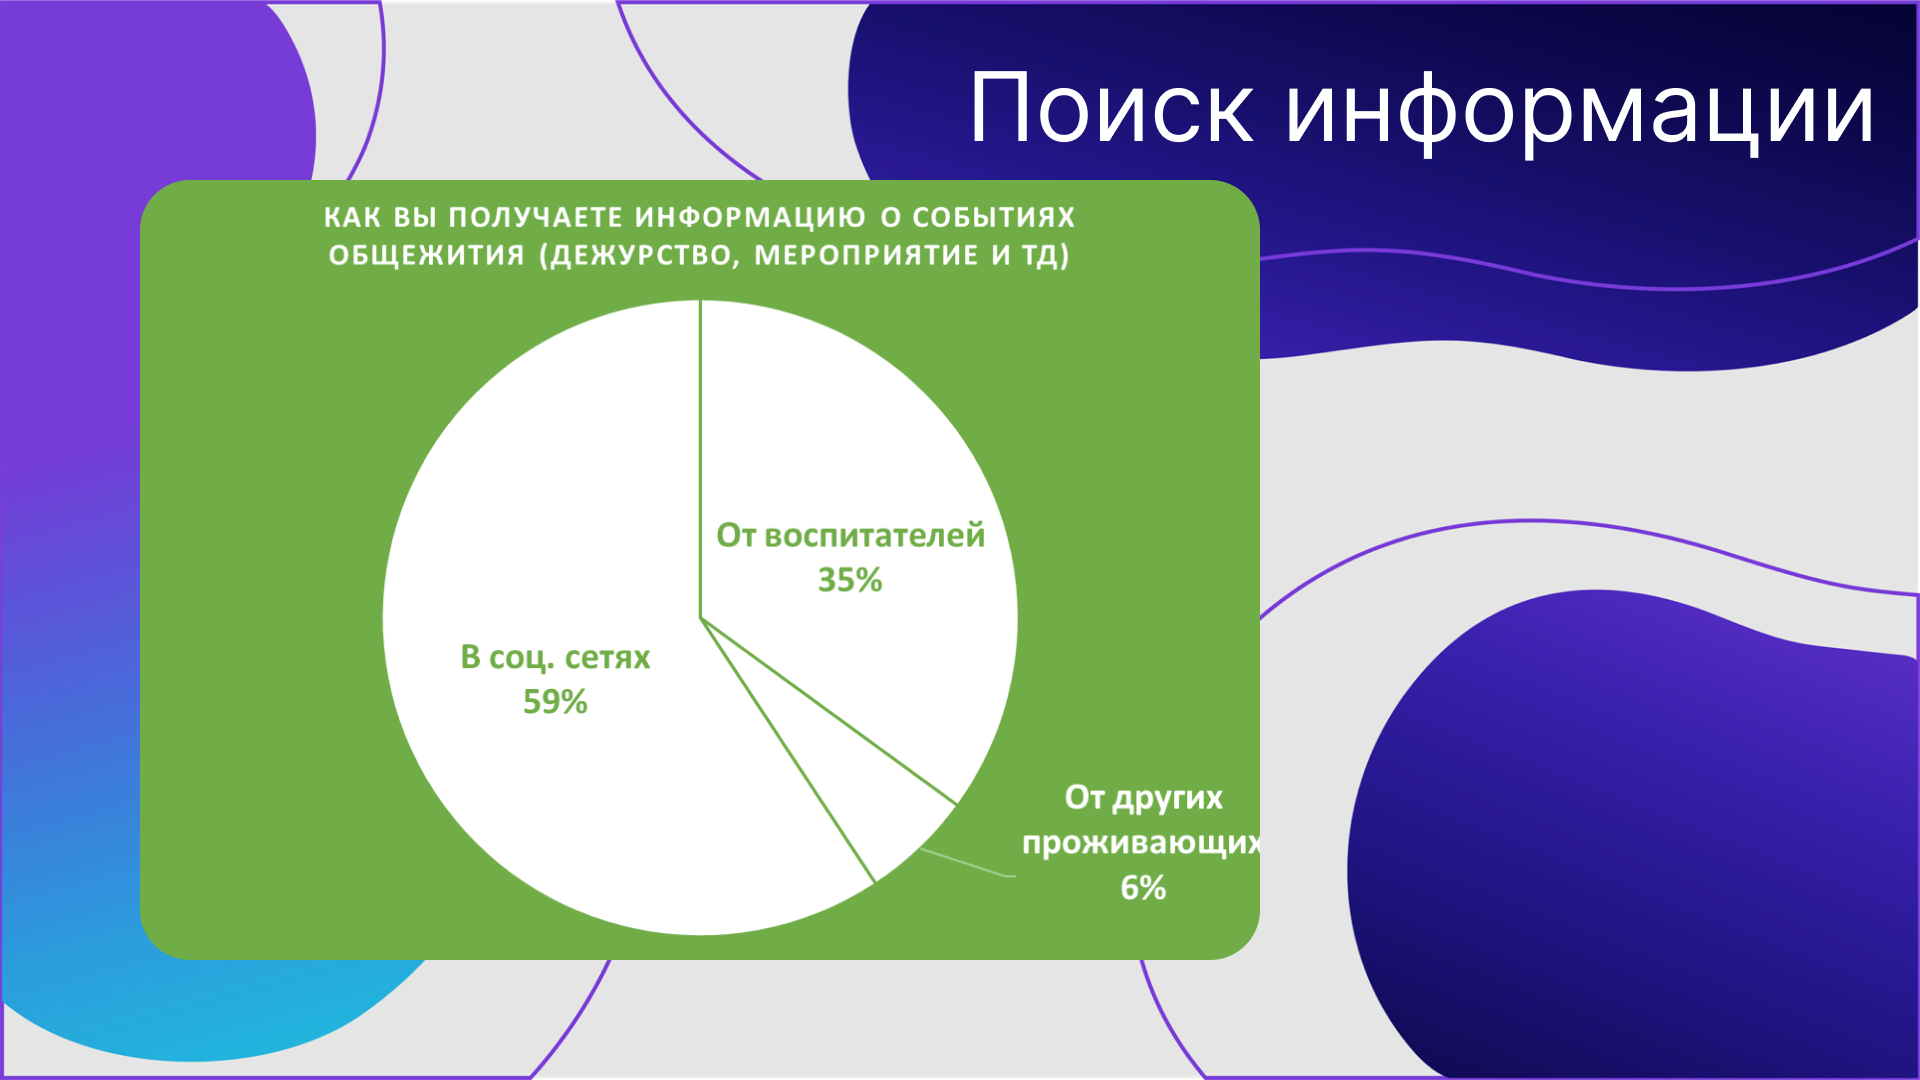 Поиск информации
КАК ВЫ ПОЛУЧАЕТЕ ИНФОРМАЦИЮ О СОБЫТИЯХ
ОБЩЕЖИТИЯ (ДЕЖУРСТВО, МЕРОПРИЯТИЕ И ТД)
От воспитателей
35%
В соц. сетях
59%
От других
проживающих
6%